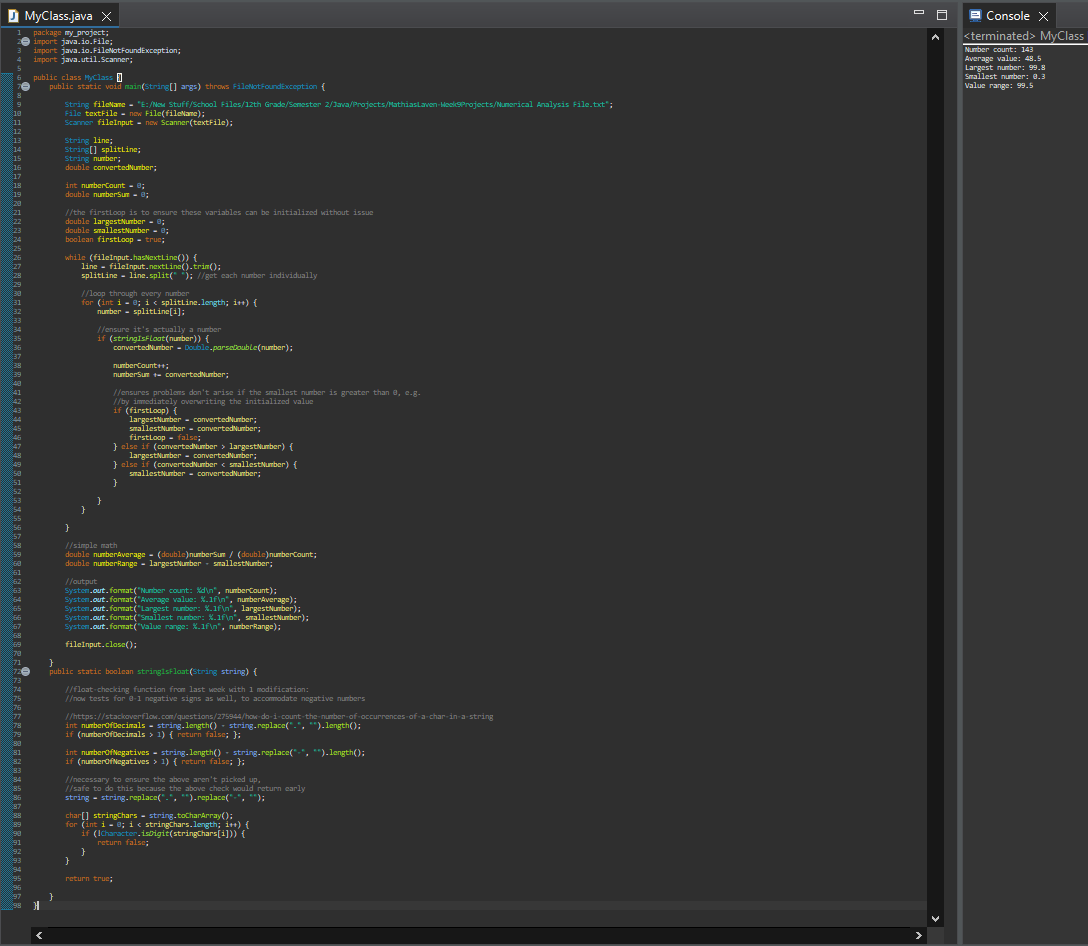 MyClass.java
1 package my_project;
2 import java.io.File;
3 import java.io.FileNotFoundException;
4 import java.util.Scanner;
5
6 public class MyClass {
7 public static void main(String[] args) throws FileNotFoundException {
8
9 String fileName = "E:/New Stuff/School Files/12th Grade/Semester 2/Java/Projects/MathiasLaven-Week9Projects/Numerical Analysis File.txt";
10 File textFile = new File(fileName);
11 Scanner fileInput = new Scanner(textFile);
12
13 String line;
14 String[] splitLine;
15 String number;
16 double convertedNumber;
17
18 int numberCount = 0;
19 double numberSum = 0;
20
21 //the firstLoop is to ensure these variables can be initialized without issue
22 double largestNumber = 0;
23 double smallestNumber = 0;
24 boolean firstLoop = true;
25
26 while (fileInput.hasNextLine()) {
27 line = fileInput.nextLine().trim();
28 splitLine = line.split(" "); //get each number individually
29
30 //loop through every number
31 for (int i = 0; i < splitLine.length; i++) {
32 number = splitLine[i];
33
34 //ensure it's actually a number
35 if (stringIsFloat(number)) {
36 convertedNumber = Double.parseDouble(number);
37
38 numberCount++;
39 numberSum += convertedNumber;
40
41 //ensures problems don't arise if the smallest number is greater than 0, e.g.
42 //by immediately overwriting the initialized value
43 if (firstLoop) {
44 largestNumber = convertedNumber;
45 smallestNumber = convertedNumber;
46 firstLoop = false;
47 } else if (convertedNumber > largestNumber) {
48 largestNumber = convertedNumber;
49 } else if (convertedNumber < smallestNumber) {
50 smallestNumber = convertedNumber;
51 }
52
53 }
54 }
55
56 }
57
58 //simple math
59 double numberAverage = (double)numberSum / (double)numberCount;
60 double numberRange = largestNumber - smallestNumber;
61
62 //output
63 System.out.format("Number count: %d\n", numberCount);
64 System.out.format("Average value: %.1f\n", numberAverage);
65 System.out.format("Largest number: %.1f\n", largestNumber);
66 System.out.format("Smallest number: %.1f\n", smallestNumber);
67 System.out.format("Value range: %.1f\n", numberRange);
68
69 fileInput.close();
70
71 }
72 public static boolean stringIsFloat(String string) {
73
74 //float-checking function from last week with 1 modification:
75 //now tests for 0-1 negative signs as well, to accommodate negative numbers
76
77 //https://stackoverflow.com/questions/275944/how-do-i-count-the-number-of-occurrences-of-a-char-in-a-string
78 int numberOfDecimals = string.length() - string.replace(".", "").length();
79 if (numberOfDecimals > 1) { return false; };
80
81 int numberOfNegatives = string.length() - string.replace("-", "").length();
82 if (numberOfNegatives > 1) { return false; };
83
84 //necessary to ensure the above aren't picked up,
85 //safe to do this because the above check would return early
86 string = string.replace(".", "").replace("-", "");
87
88 char[] stringChars = string.toCharArray();
89 for (int i = 0; i < stringChars.length; i++) {
90 if (!Character.isDigit(stringChars[i])) {
91 return false;
92 }
93 }
94
95 return true;
96
97 }
98 }
Console
<terminated> MyClass
Number count: 143
Average value: 48.5
Largest number: 99.8
Smallest number: 0.3
Value range: 99.5